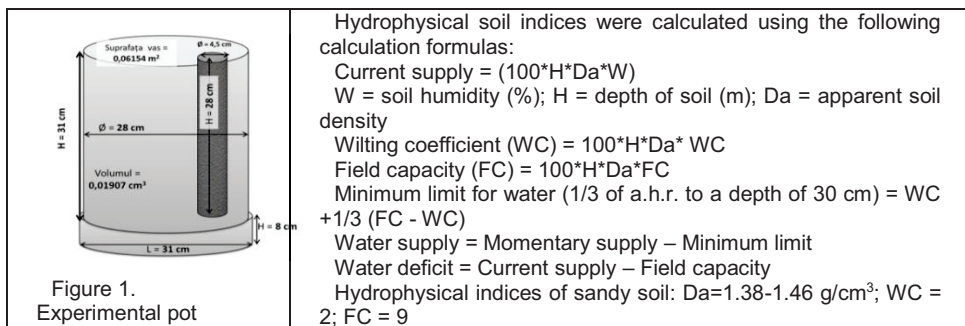 Suprafața vas =
0,06154 m²
Ø = 4,5 cm
H = 31 cm
H = 28 cm
Ø = 28 cm
Volumul =
0,01907 cm³
H = 8 cm
L = 31 cm
Figure 1.
Experimental pot
Hydrophysical soil indices were calculated using the following
calculation formulas:
Current supply = (100*H*Da*W)
W = soil humidity (%); H = depth of soil (m); Da = apparent soil
density
Wilting coefficient (WC) = 100*H*Da* WC
Field capacity (FC) = 100*H*Da*FC
Minimum limit for water (1/3 of a.h.r. to a depth of 30 cm) = WC
+1/3 (FC - WC)
Water supply = Momentary supply – Minimum limit
Water deficit = Current supply – Field capacity
Hydrophysical indices of sandy soil: Da=1.38-1.46 g/cm³; WC =
2; FC = 9